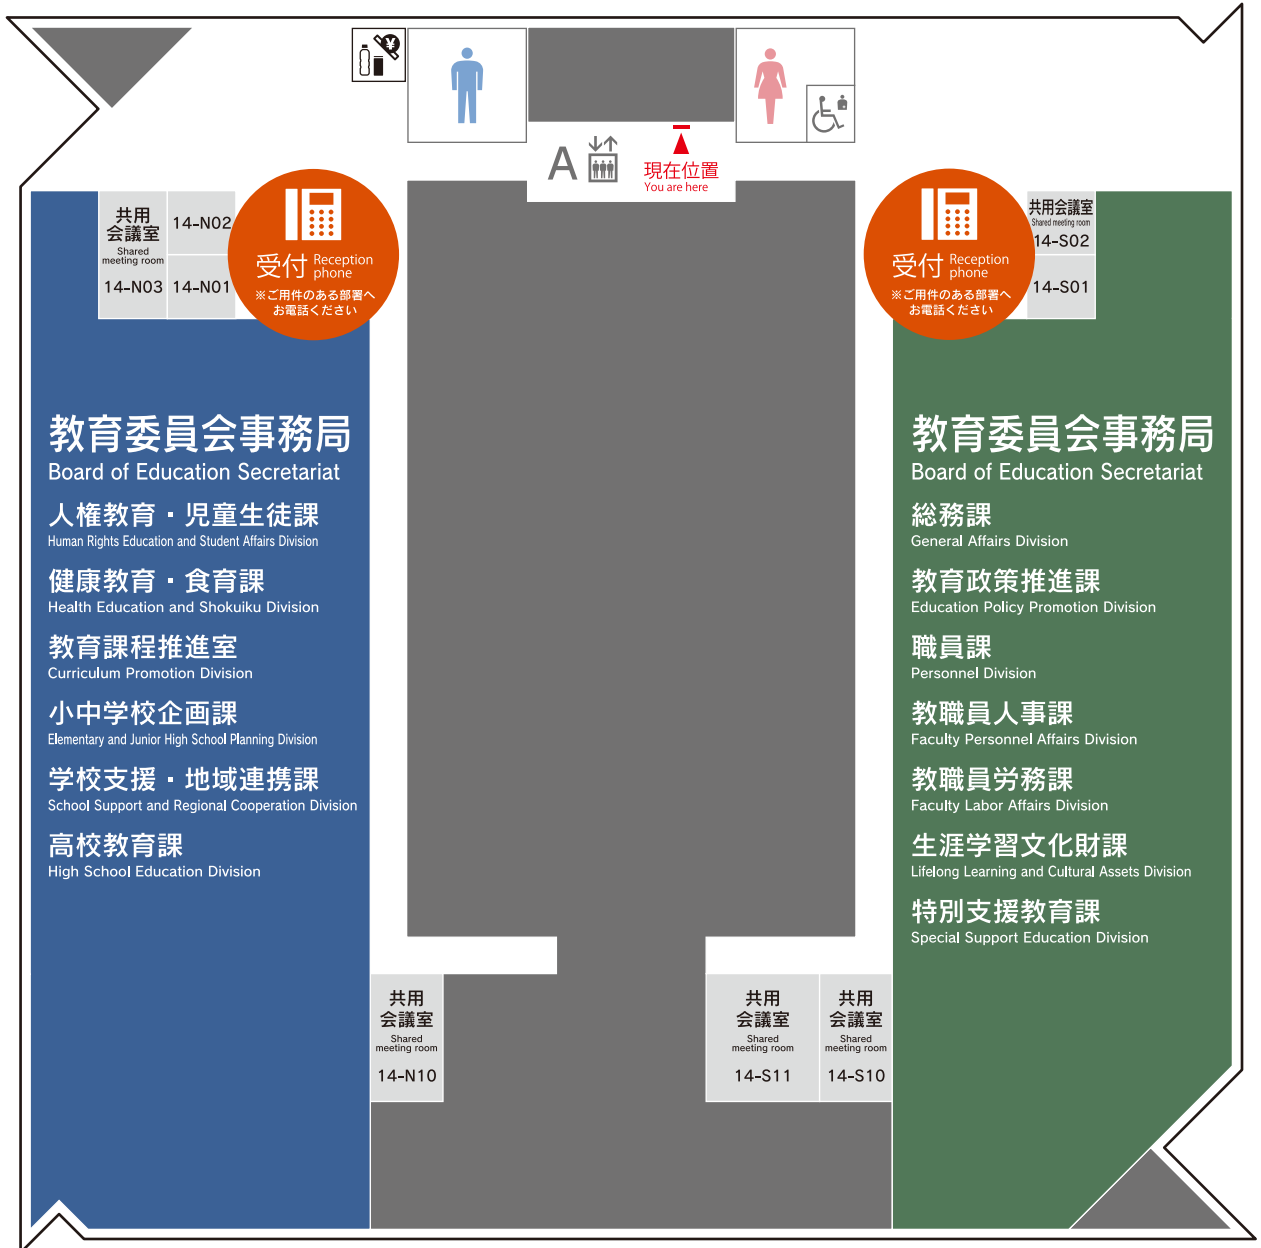 ¥
A
現在位置
You are here
共用
会議室
Shared
meeting room
14-N03
14-N02
14-N01
受付 Reception
phone
※ご用件のある部署へ
お電話ください
受付 Reception
phone
※ご用件のある部署へ
お電話ください
共用会議室
Shared meeting room
14-S02
14-S01
教育委員会事務局
Board of Education Secretariat
人権教育・児童生徒課
Human Rights Education and Student Affairs Division
健康教育・食育課
Health Education and Shokuiku Division
教育課程推進室
Curriculum Promotion Division
小中学校企画課
Elementary and Junior High School Planning Division
学校支援・地域連携課
School Support and Regional Cooperation Division
高校教育課
High School Education Division
教育委員会事務局
Board of Education Secretariat
総務課
General Affairs Division
教育政策推進課
Education Policy Promotion Division
職員課
Personnel Division
教職員人事課
Faculty Personnel Affairs Division
教職員労務課
Faculty Labor Affairs Division
生涯学習文化財課
Lifelong Learning and Cultural Assets Division
特別支援教育課
Special Support Education Division
共用
会議室
Shared
meeting room
14-N10
共用
会議室
Shared
meeting room
14-S11
共用
会議室
Shared
meeting room
14-S10